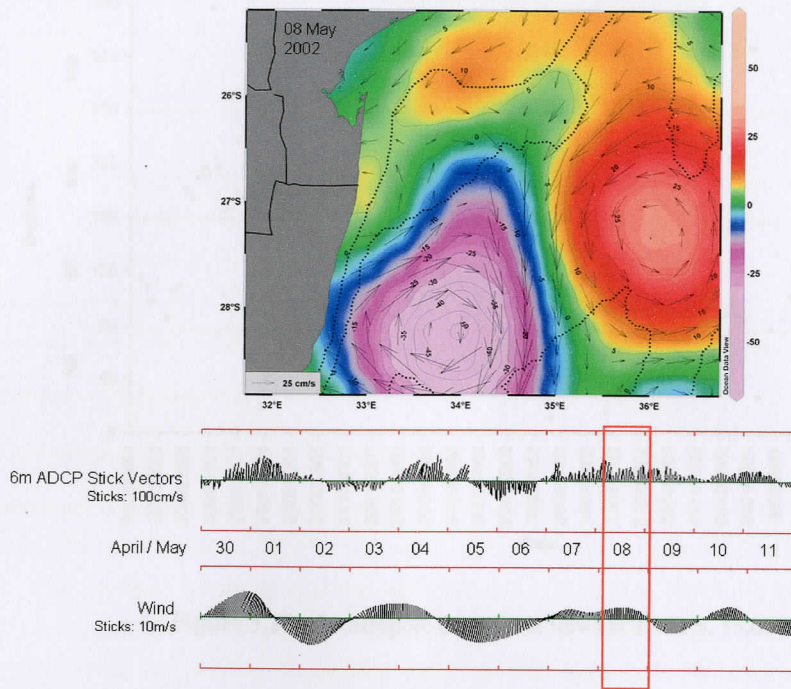 08 May
2002
26°S
27°S
28°S
32°E
33°E
34°E
35°E
36°E
25 cm/s
50
25
0
-25
-50
Ocean Data View
6m ADCP Stick Vectors
Sticks: 100cm/s
April / May
30 01 02 03 04 05 06 07 08 09 10 11
Wind
Sticks: 10m/s